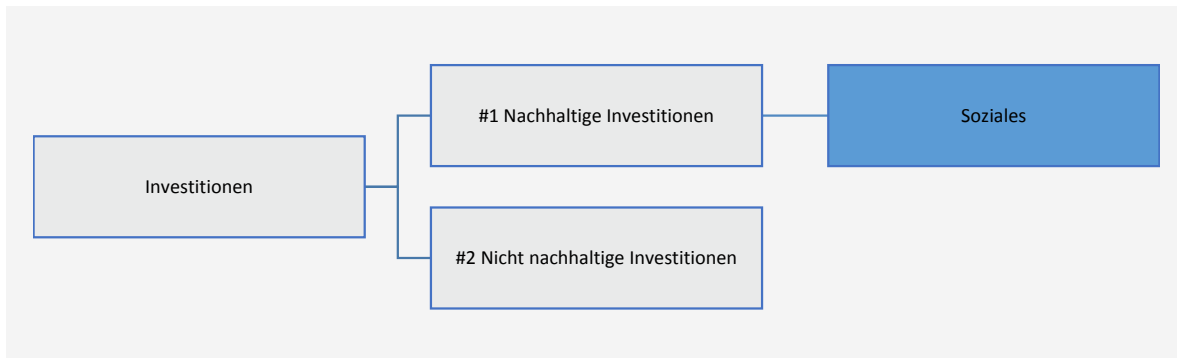 #1 Nachhaltige Investitionen
Soziales
Investitionen
#2 Nicht nachhaltige Investitionen